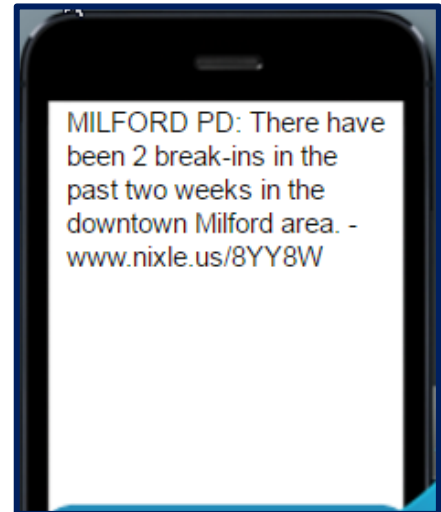 MILFORD PD: There have
been 2 break-ins in the
past two weeks in the
downtown Milford area. -
www.nixle.us/8YY8W